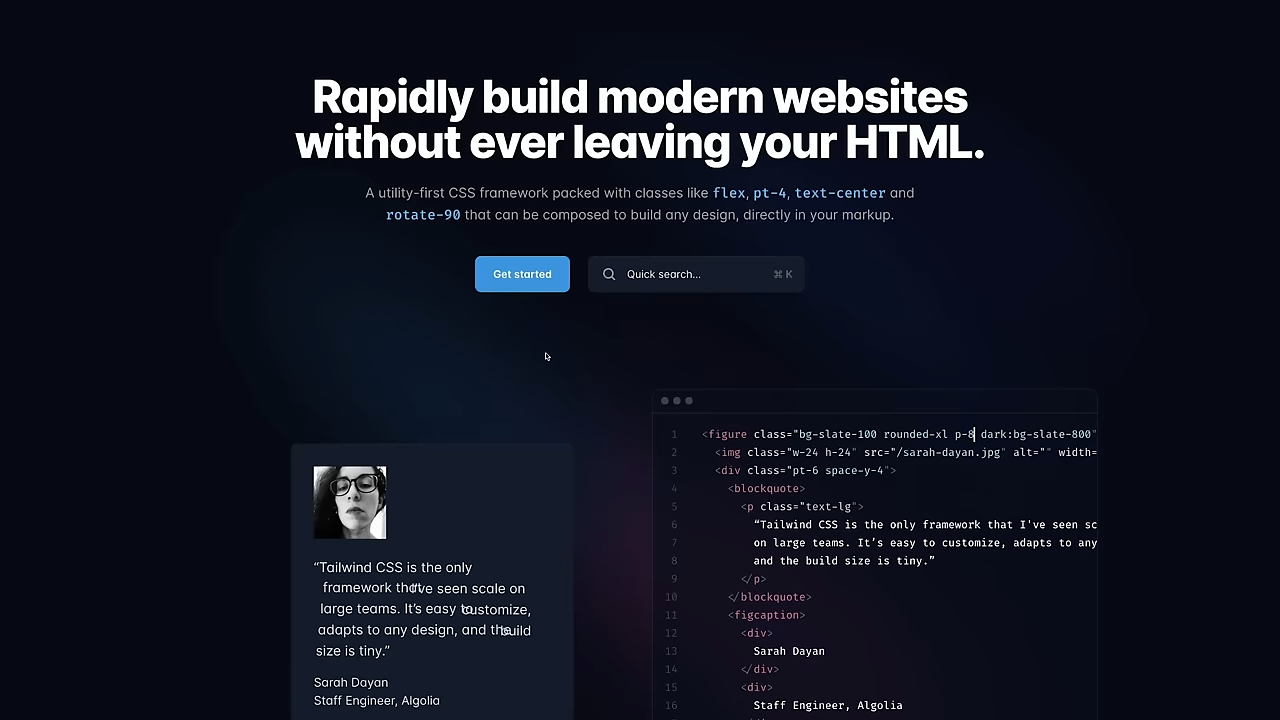 Rapidly build modern websites
without ever leaving your HTML.
A utility-first CSS framework packed with classes like flex, pt-4, text-center and
rotate-90 that can be composed to build any design, directly in your markup.
Get started
Quick search...
⌘ K
“Tailwind CSS is the only
framework that I've seen scale on
large teams. It’s easy to customize,
adapts to any design, and the build
size is tiny.”
Sarah Dayan
Staff Engineer, Algolia
1 <figure class="bg-slate-100 rounded-xl p-8 dark:bg-slate-800"
2 <img class="w-24 h-24" src="/sarah-dayan.jpg" alt="" width=
3 <div class="pt-6 space-y-4">
4 <blockquote>
5 <p class="text-lg">
6 “Tailwind CSS is the only framework that I've seen sc
7 on large teams. It’s easy to customize, adapts to any
8 and the build size is tiny.”
9 </p>
10 </blockquote>
11 <figcaption>
12 <div>
13 Sarah Dayan
14 </div>
15 <div>
16 Staff Engineer, Algolia